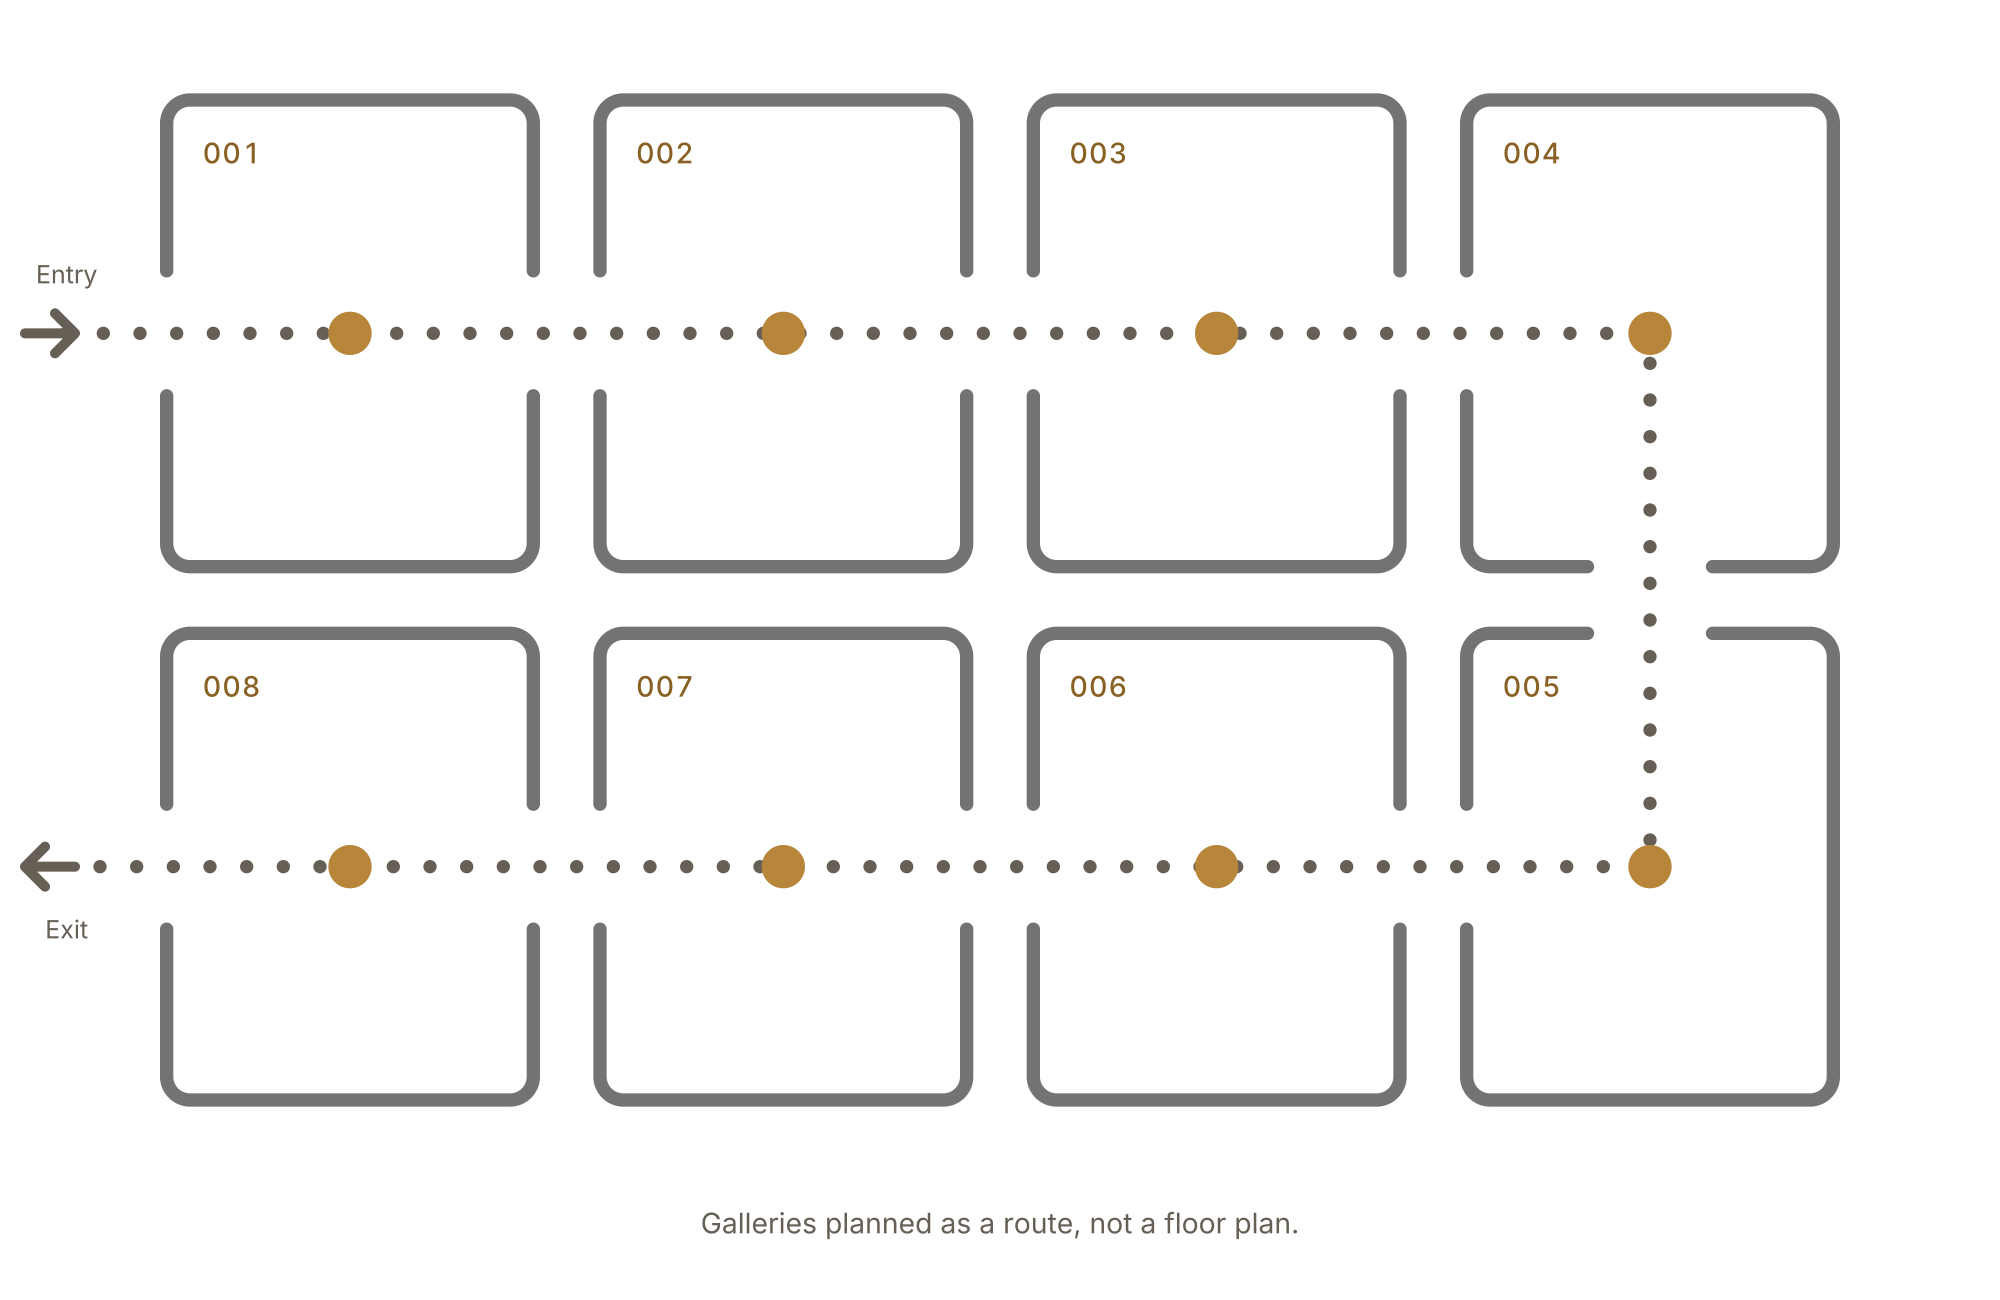 001
002
003
004
Entry
008
007
006
005
Exit
Galleries planned as a route, not a floor plan.